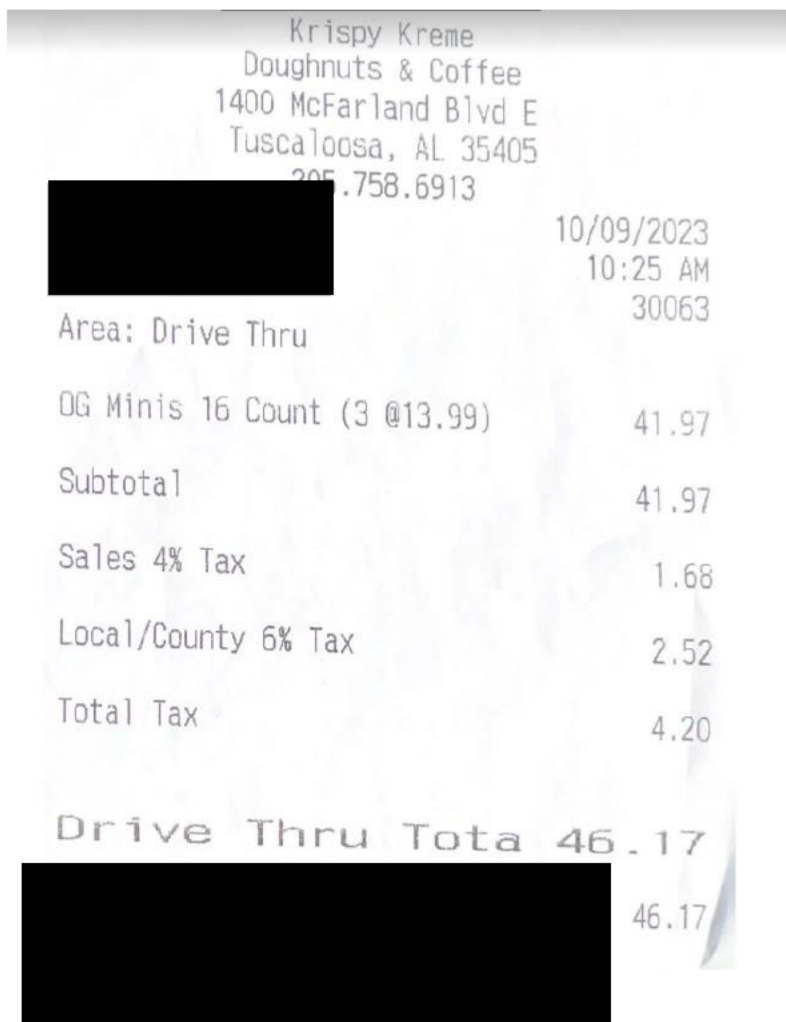 Krispy Kreme
Doughnuts & Coffee
1400 McFarland Blvd E
Tuscaloosa, AL 35405
205.758.6913
10/09/2023
10:25 AM
30063
Area: Drive Thru
OG Minis 16 Count (3 @13.99) 41.97
Subtotal 41.97
Sales 4% Tax 1.68
Local/County 6% Tax 2.52
Total Tax 4.20
Drive Thru Tota 46.17
46.17